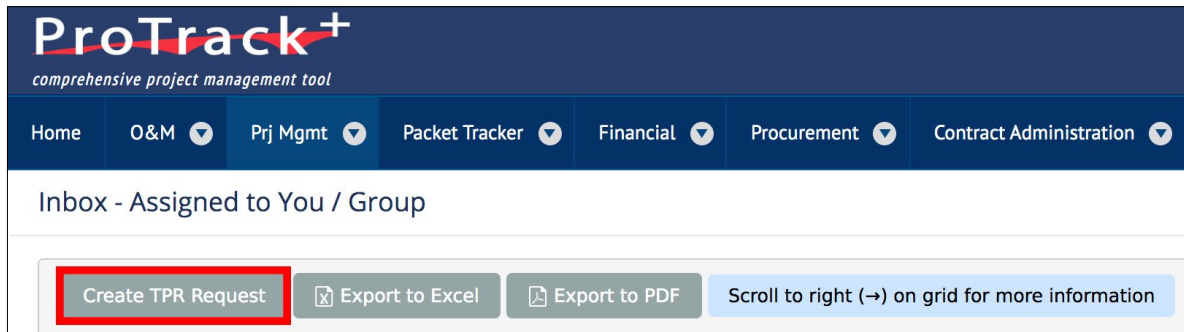 ProTrack+
comprehensive project management tool
Home O&M Prj Mgmt Packet Tracker Financial Procurement Contract Administration
Inbox - Assigned to You / Group
Create TPR Request Export to Excel Export to PDF Scroll to right (→) on grid for more information